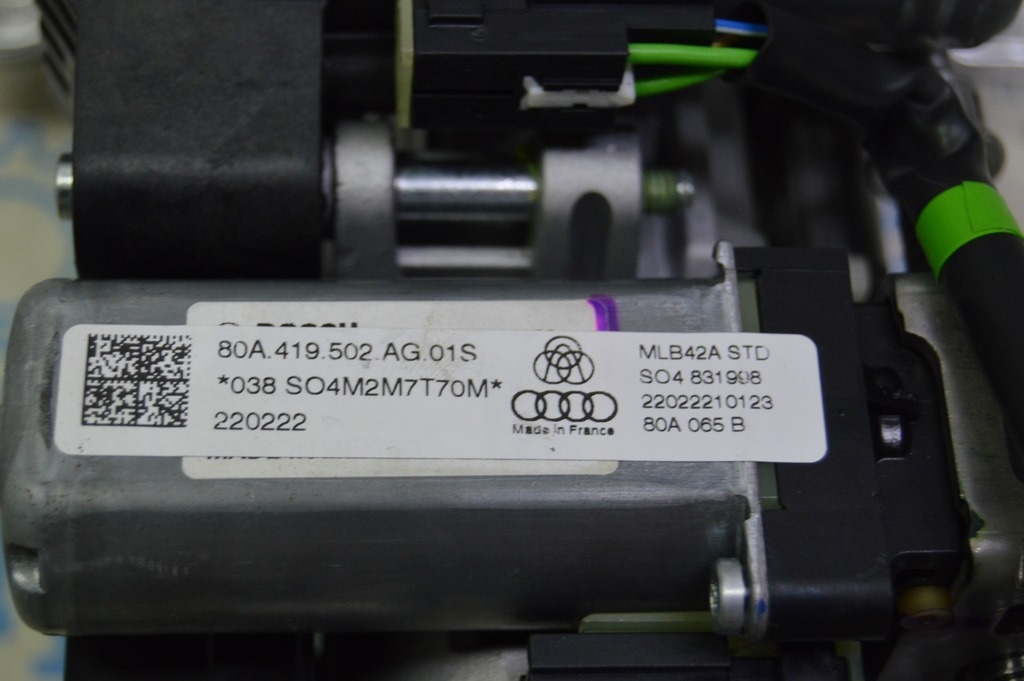 80A.419.502 AG.01S
*038 SO4M2M7T70M*
220222
Made in France
MLB42A STD
SO4 831998
22022210123
80A 065 B